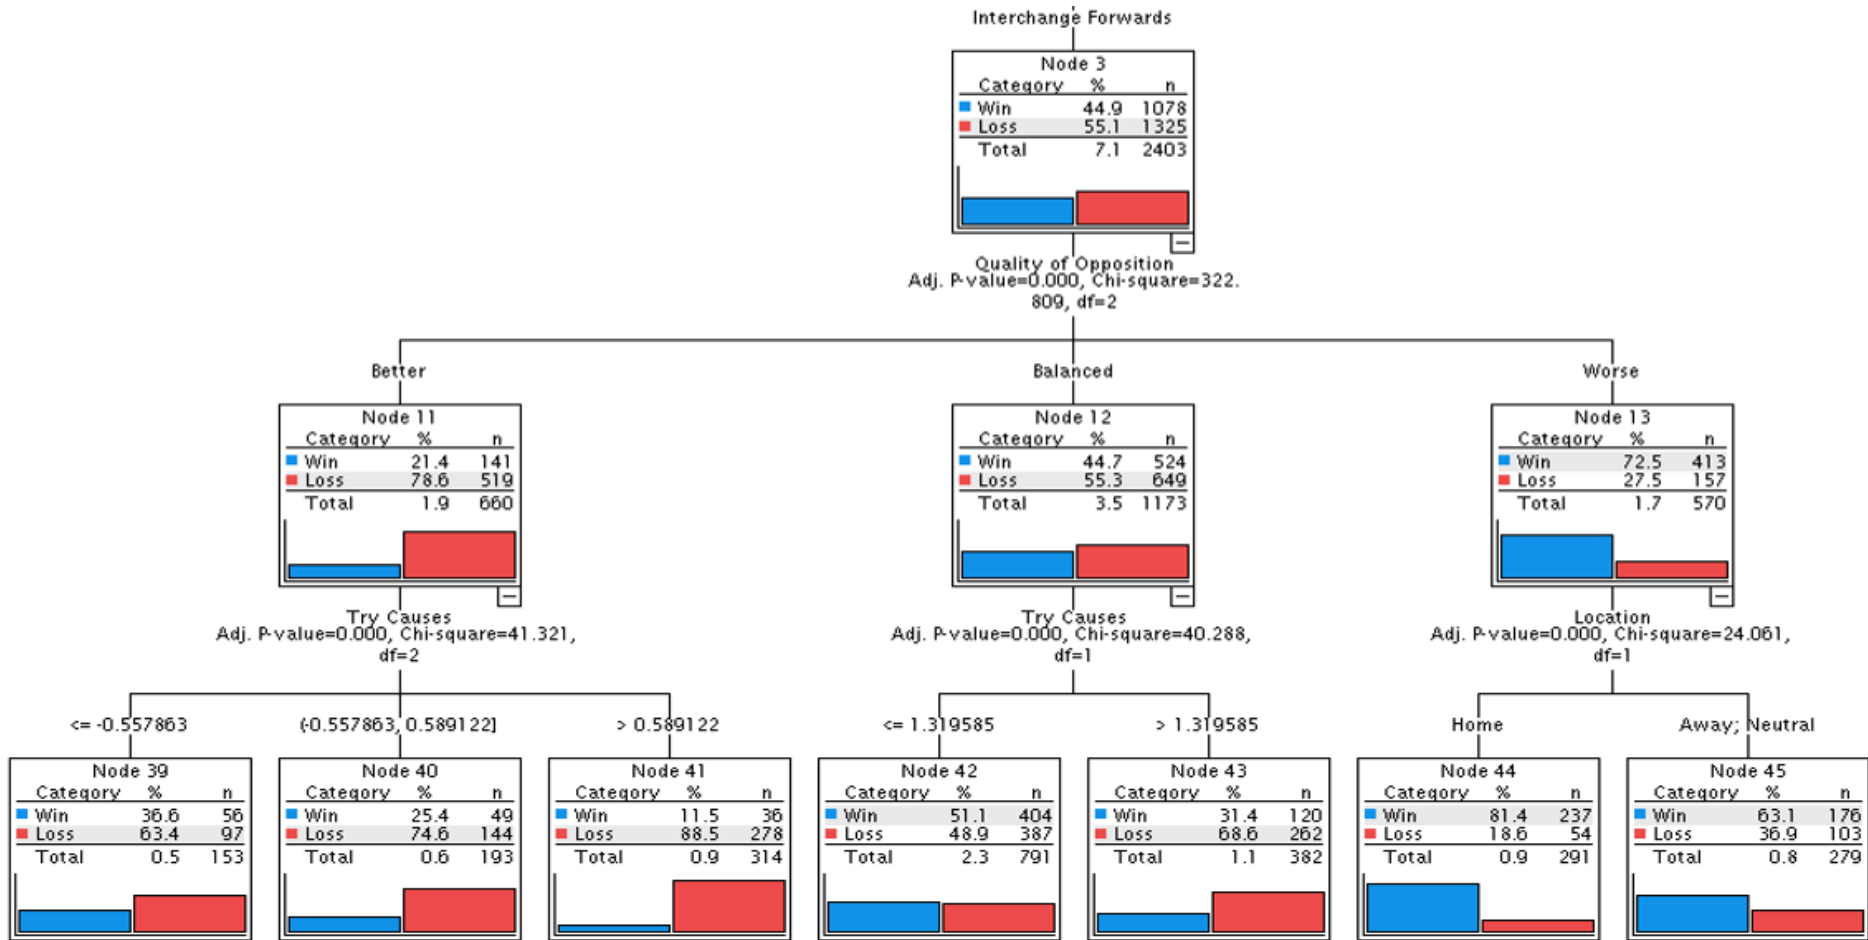 Interchange Forwards
Node 3
Category % n
Win 44.9 1078
Loss 55.1 1325
Total 7.1 2403
Quality of Opposition
Adj. P-value=0.000, Chi-square=322.
809, df=2
Better
Balanced
Worse
Node 11
Category % n
Win 21.4 141
Loss 78.6 519
Total 1.9 660
Try Causes
Adj. P-value=0.000, Chi-square=41.321,
df=2
Node 12
Category % n
Win 44.7 524
Loss 55.3 649
Total 3.5 1173
Try Causes
Adj. P-value=0.000, Chi-square=40.288,
df=1
Node 13
Category % n
Win 72.5 413
Loss 27.5 157
Total 1.7 570
Location
Adj. P-value=0.000, Chi-square=24.061,
df=1
<= -0.557863
(-0.557863, 0.589122]
> 0.589122
<= 1.319585
> 1.319585
Home
Away; Neutral
Node 39
Category % n
Win 36.6 56
Loss 63.4 97
Total 0.5 153
Node 40
Category % n
Win 25.4 49
Loss 74.6 144
Total 0.6 193
Node 41
Category % n
Win 11.5 36
Loss 88.5 278
Total 0.9 314
Node 42
Category % n
Win 51.1 404
Loss 48.9 387
Total 2.3 791
Node 43
Category % n
Win 31.4 120
Loss 68.6 262
Total 1.1 382
Node 44
Category % n
Win 81.4 237
Loss 18.6 54
Total 0.9 291
Node 45
Category % n
Win 63.1 176
Loss 36.9 103
Total 0.8 279